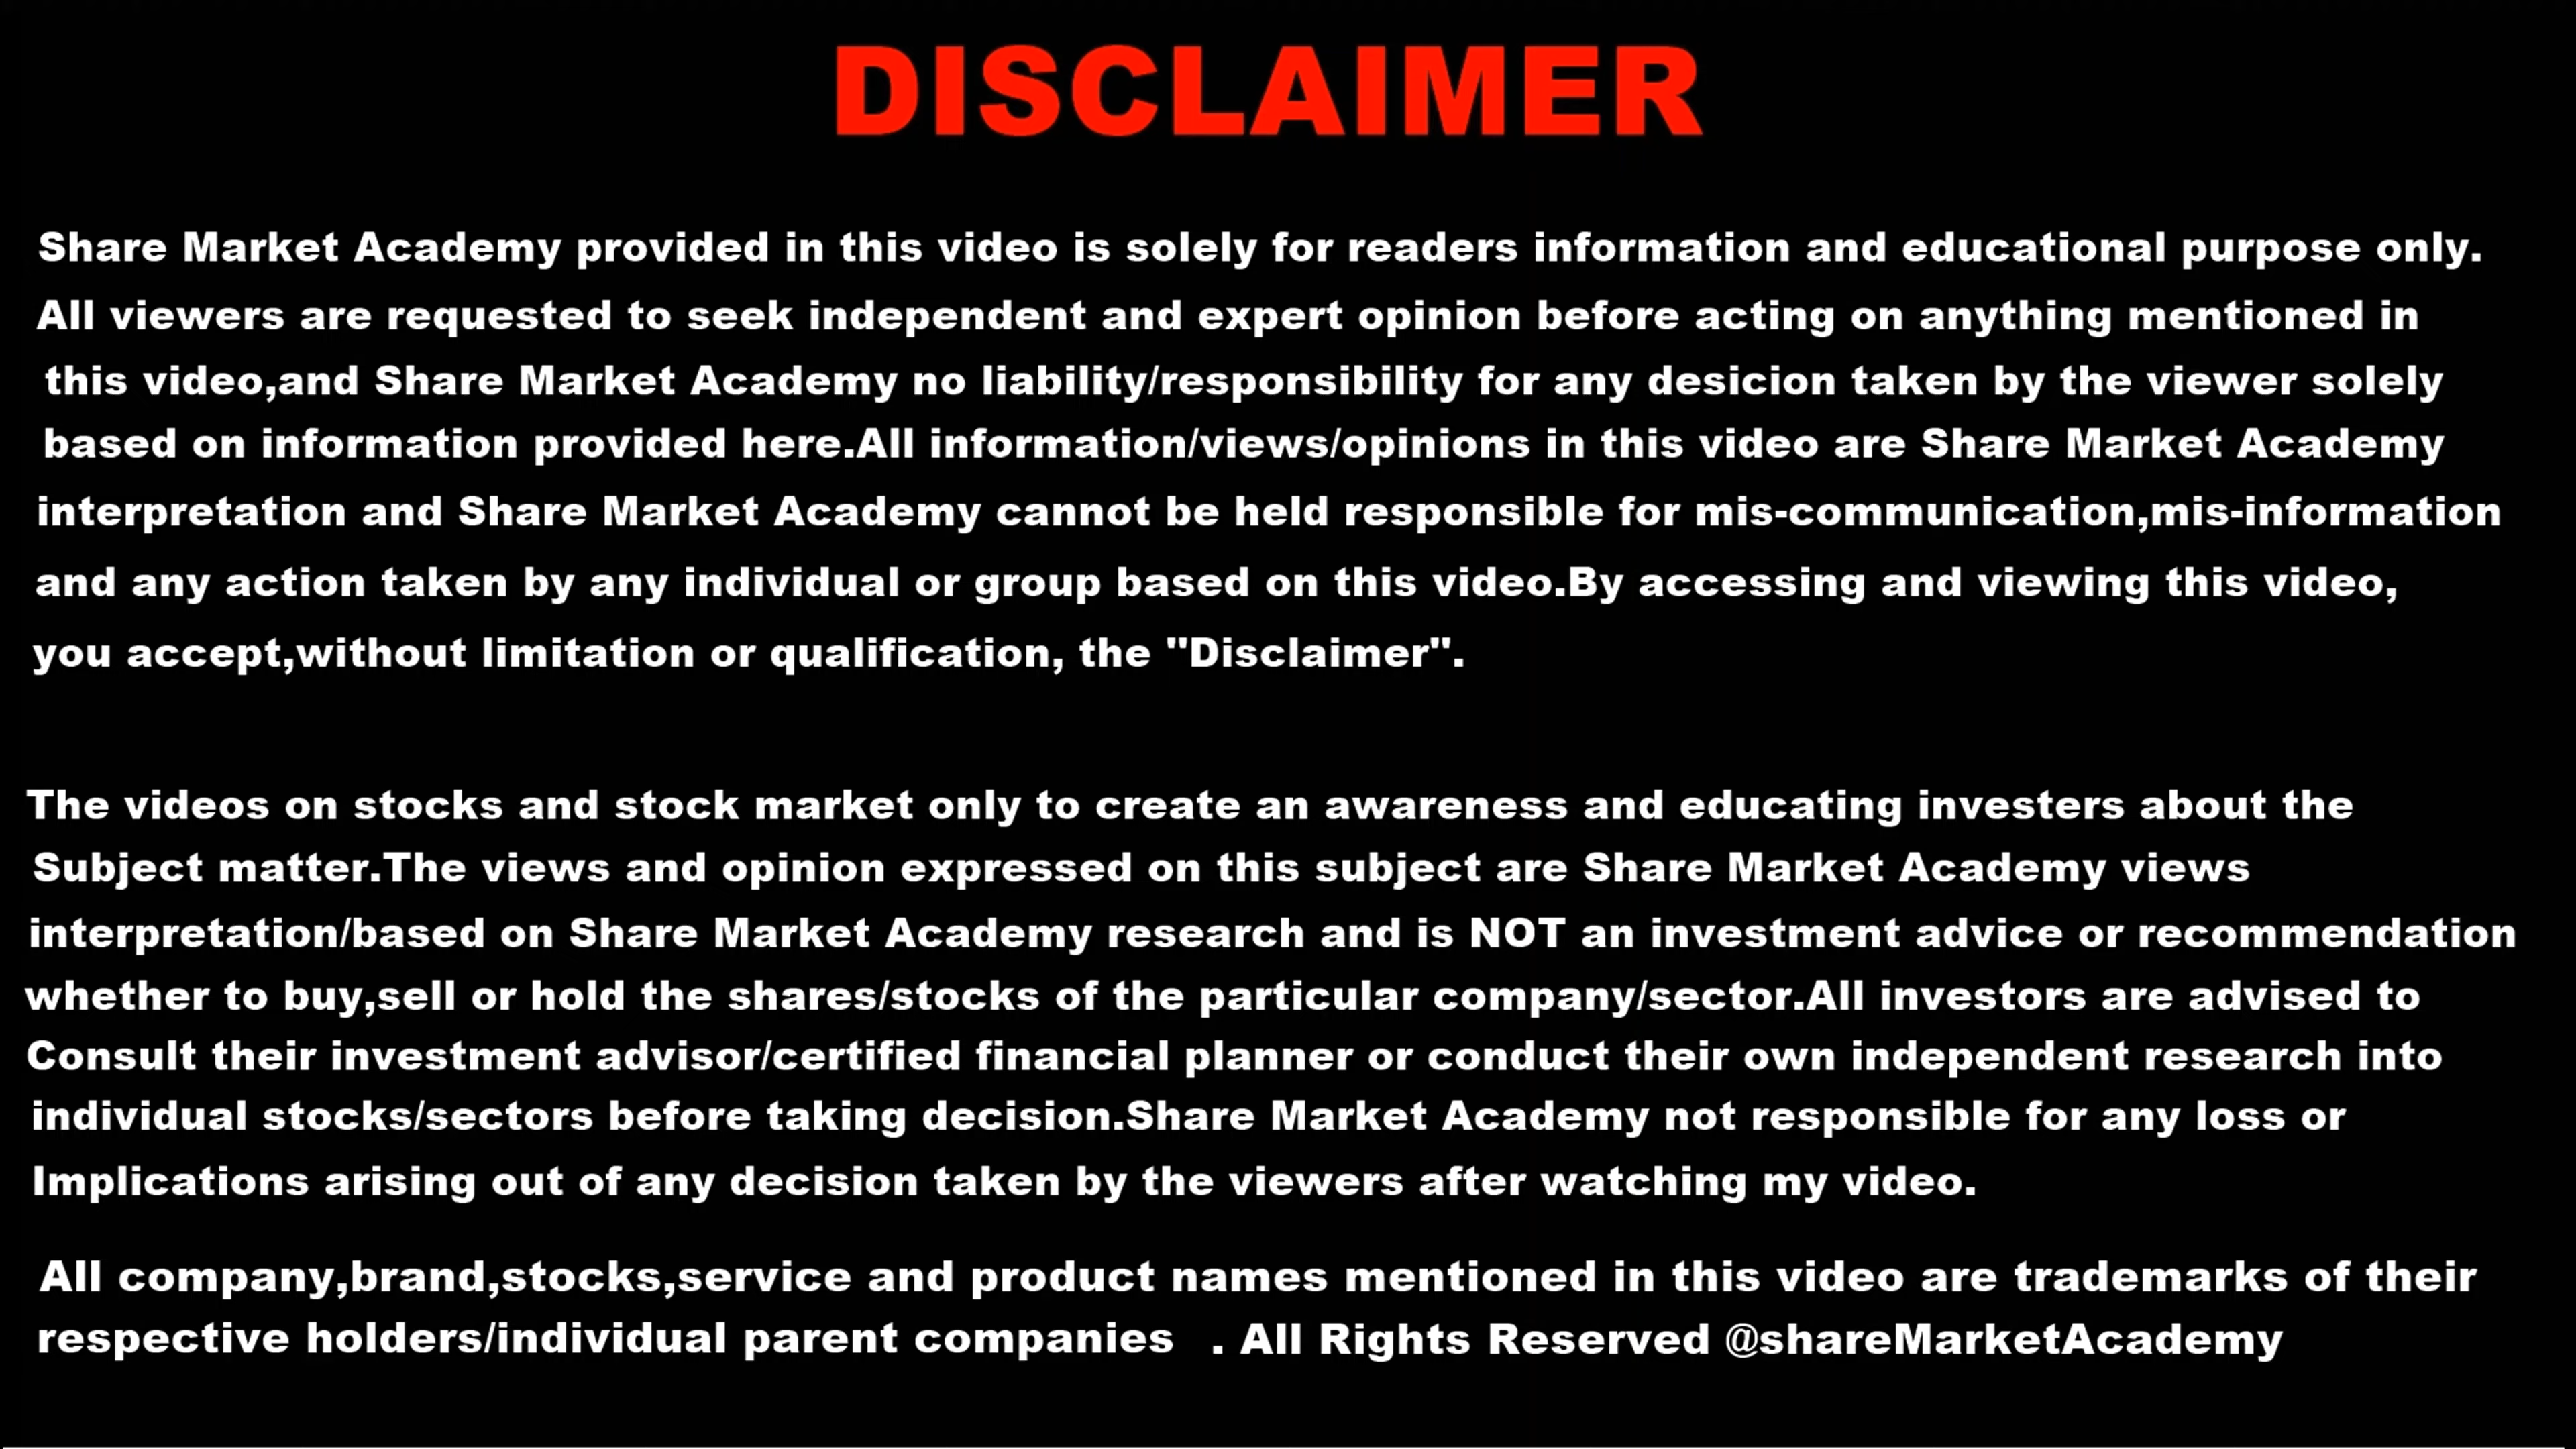 DISCLAIMER
Share Market Academy provided in this video is solely for readers information and educational purpose only.
All viewers are requested to seek independent and expert opinion before acting on anything mentioned in
this video,and Share Market Academy no liability/responsibility for any desicion taken by the viewer solely
based on information provided here.All information/views/opinions in this video are Share Market Academy
interpretation and Share Market Academy cannot be held responsible for mis-communication,mis-information
and any action taken by any individual or group based on this video.By accessing and viewing this video,
you accept,without limitation or qualification, the "Disclaimer".
The videos on stocks and stock market only to create an awareness and educating investers about the
Subject matter.The views and opinion expressed on this subject are Share Market Academy views
interpretation/based on Share Market Academy research and is NOT an investment advice or recommendation
whether to buy,sell or hold the shares/stocks of the particular company/sector.All investors are advised to
Consult their investment advisor/certified financial planner or conduct their own independent research into
individual stocks/sectors before taking decision.Share Market Academy not responsible for any loss or
Implications arising out of any decision taken by the viewers after watching my video.
All company,brand,stocks,service and product names mentioned in this video are trademarks of their
respective holders/individual parent companies . All Rights Reserved @shareMarketAcademy